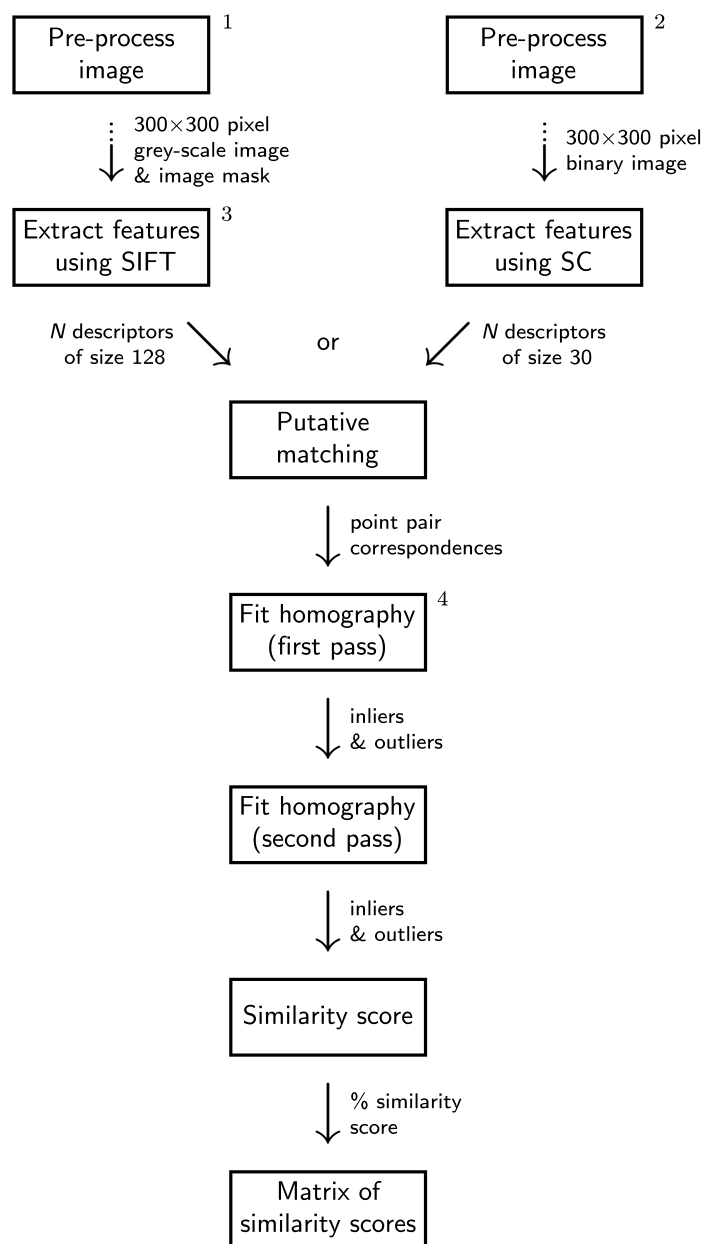 Pre-process
image
1
Pre-process
image
2
300×300 pixel
grey-scale image
& image mask
300×300 pixel
binary image
Extract features
using SIFT
3
Extract features
using SC
N descriptors
of size 128
or
N descriptors
of size 30
Putative
matching
point pair
correspondences
Fit homography
(first pass)
4
inliers
& outliers
Fit homography
(second pass)
inliers
& outliers
Similarity score
% similarity
score
Matrix of
similarity scores